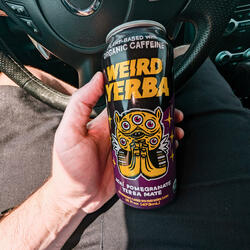 PLANT-BASED WITH
ORGANIC CAFFEINE
WEIRD
YERBA
POMEGRANATE
YERBA MATE